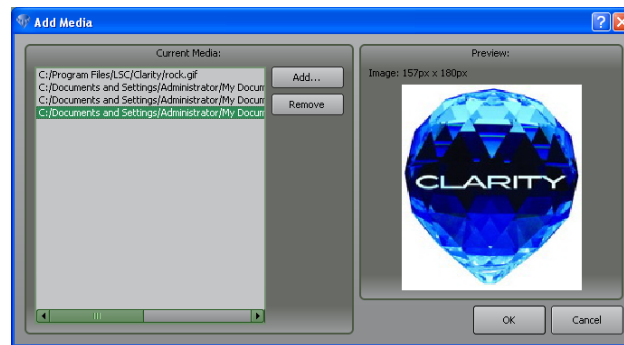 Add Media
Current Media:
C:/Program Files/LSC/Clarity/rock.gif
C:/Documents and Settings/Administrator/My Docum
C:/Documents and Settings/Administrator/My Docum
C:/Documents and Settings/Administrator/My Docum
Add...
Remove
Preview:
Image: 157px x 180px
CLARITY
OK
Cancel